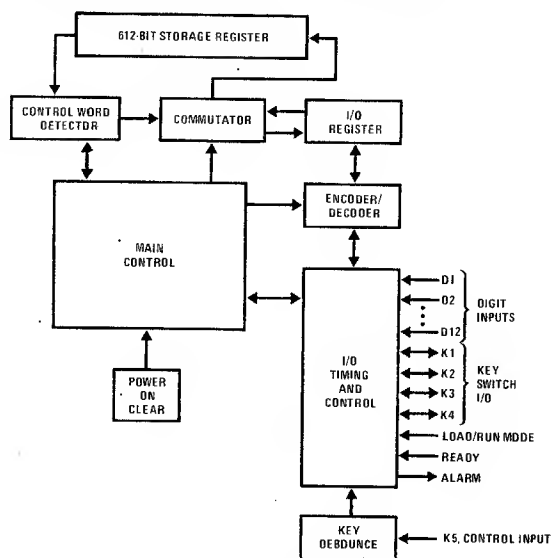 612-BIT STORAGE REGISTER
CONTROL WORD
DETECTOR
COMMUTATOR
I/O
REGISTER
ENCODER/
DECODER
MAIN
CONTROL
POWER
ON
CLEAR
I/O
TIMING
AND
CONTROL
D1
D2
D12
DIGIT
INPUTS
K1
K2
K3
K4
KEY
SWITCH
I/O
LOAD/RUN MODE
READY
ALARM
KEY
DEBOUNCE
K5, CONTROL INPUT